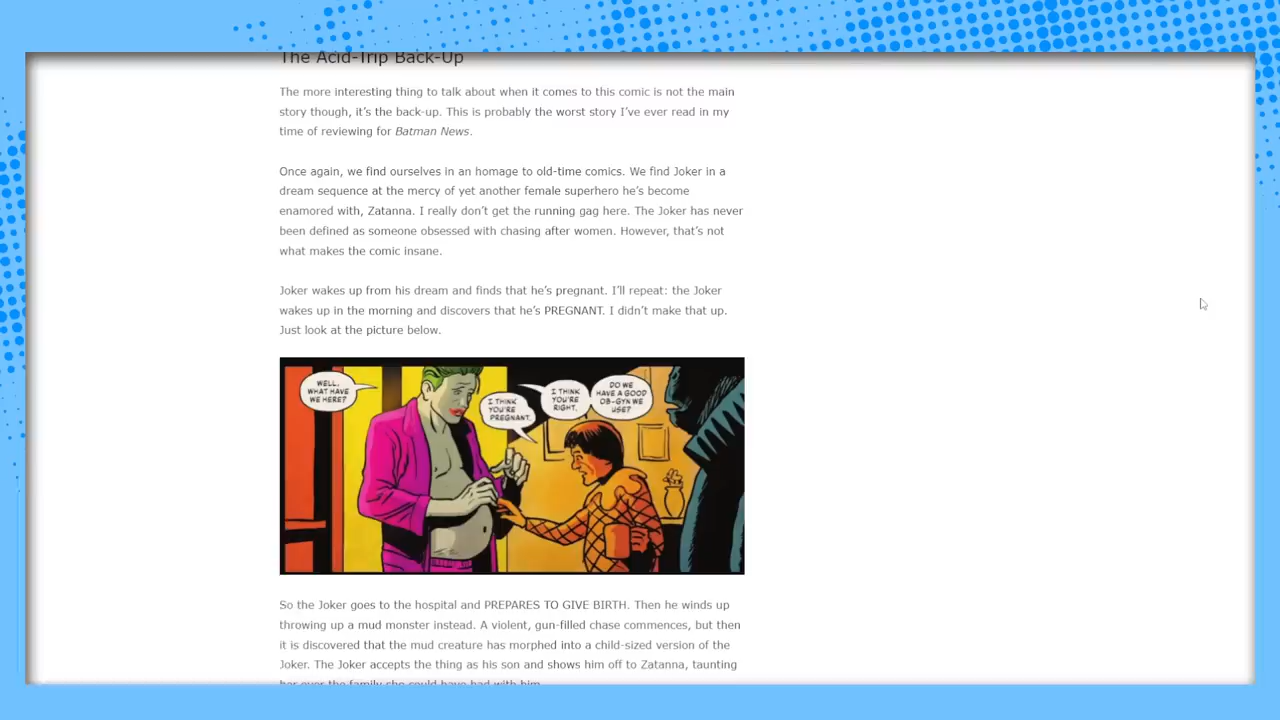 The Acid-Trip Back-Up
The more interesting thing to talk about when it comes to this comic is not the main
story though, it's the back-up. This is probably the worst story I've ever read in my
time of reviewing for Batman News.
Once again, we find ourselves in an homage to old-time comics. We find Joker in a
dream sequence at the mercy of yet another female superhero he's become
enamored with, Zatanna. I really don't get the running gag here. The Joker has never
been defined as someone obsessed with chasing after women. However, that's not
what makes the comic insane.
Joker wakes up from his dream and finds that he's pregnant. I'll repeat: the Joker
wakes up in the morning and discovers that he's PREGNANT. I didn't make that up.
Just look at the picture below.
WELL,
WHAT HAVE
WE HERE?
I THINK
YOU'RE
PREGNANT.
I THINK
YOU'RE
RIGHT.
DO WE
HAVE A GOOD
OB-GYN WE
USE?
So the Joker goes to the hospital and PREPARES TO GIVE BIRTH. Then he winds up
throwing up a mud monster instead. A violent, gun-filled chase commences, but then
it is discovered that the mud creature has morphed into a child-sized version of the
Joker. The Joker accepts the thing as his son and shows him off to Zatanna, taunting
her over the family she could have had with him.